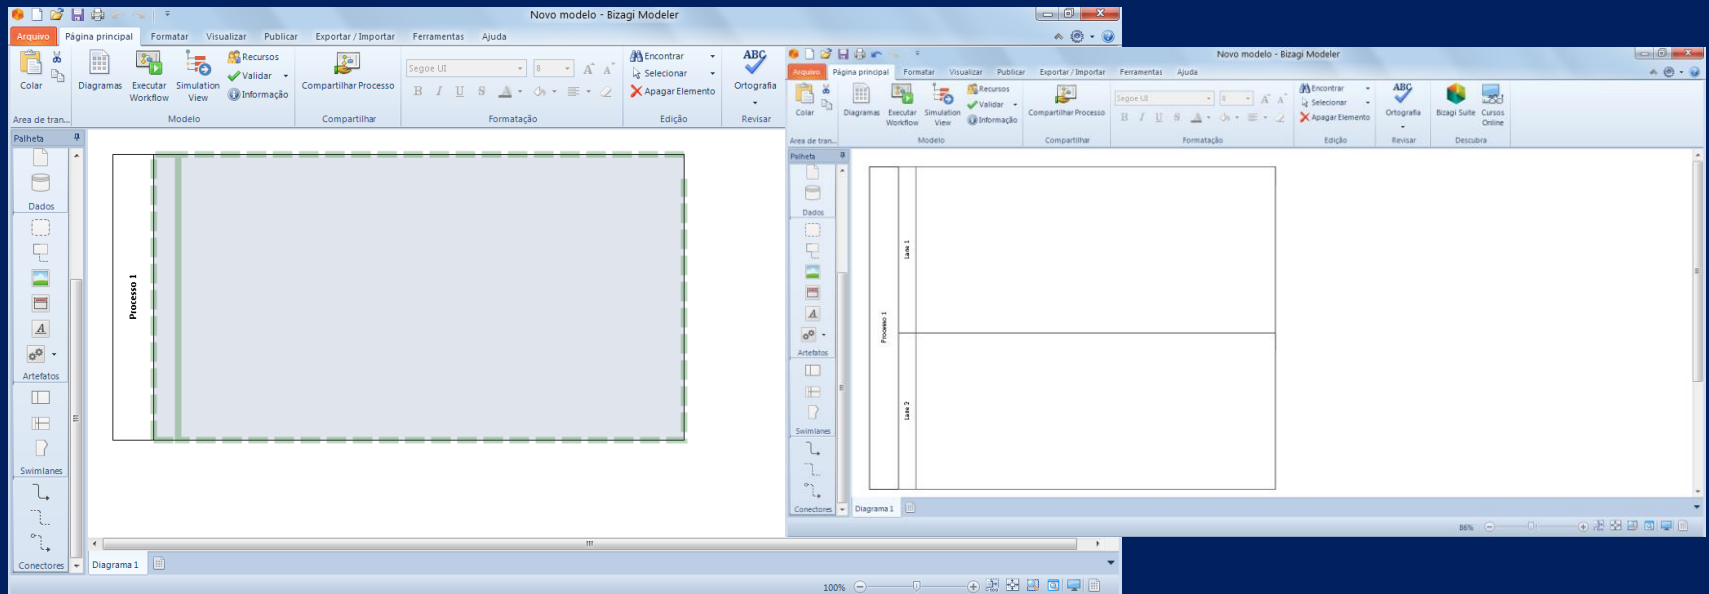 Novo modelo - Bizagi Modeler
Arquivo Página principal Formatar Visualizar Publicar Exportar / Importar Ferramentas Ajuda
Colar
Diagramas
Executar Workflow
Simulation View
Recursos
Validar
Informação
Compartilhar Processo
Segoe UI
8
A A
B I U S A
Encontrar
Selecionar
Apagar Elemento
ABC
Ortografia
Area de tran...
Modelo
Compartilhar
Formatação
Edição
Revisar
Palheta
Dados
A
Artefatos
Swimlanes
Conectores
Processo 1
Diagrama 1
100%
Novo modelo - Bizagi Modeler
Arquivo Página principal Formatar Visualizar Publicar Exportar / Importar Ferramentas Ajuda
Colar
Diagramas
Executar Workflow
Simulation View
Recursos
Validar
Informação
Compartilhar Processo
Segoe UI
8
A A
B I U S A
Encontrar
Selecionar
Apagar Elemento
ABC
Ortografia
Bizagi Suite
Cursos Online
Area de tran...
Modelo
Compartilhar
Formatação
Edição
Revisar
Descubra
Palheta
Dados
A
Artefatos
Swimlanes
Conectores
Processo 1
Lane 1
Lane 2
Diagrama 1
86%